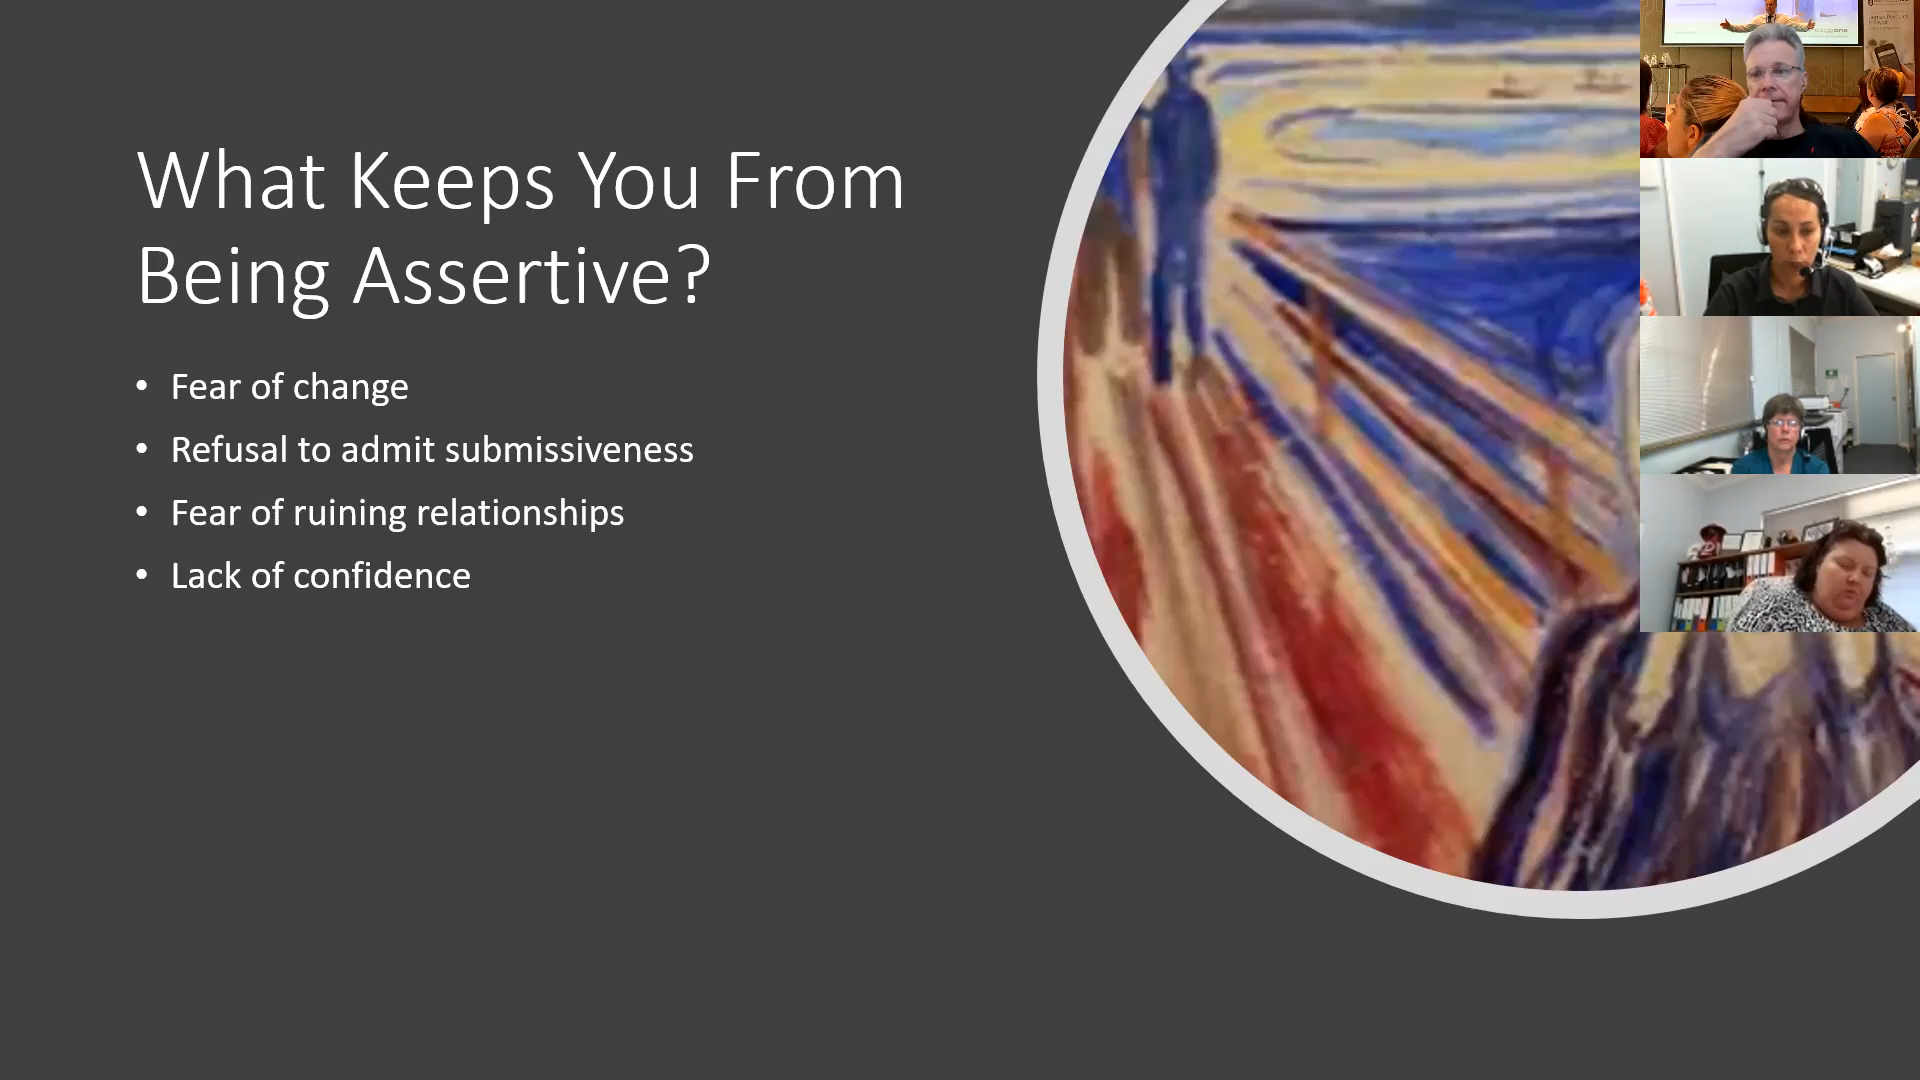 What Keeps You From
Being Assertive?
• Fear of change
• Refusal to admit submissiveness
• Fear of ruining relationships
• Lack of confidence